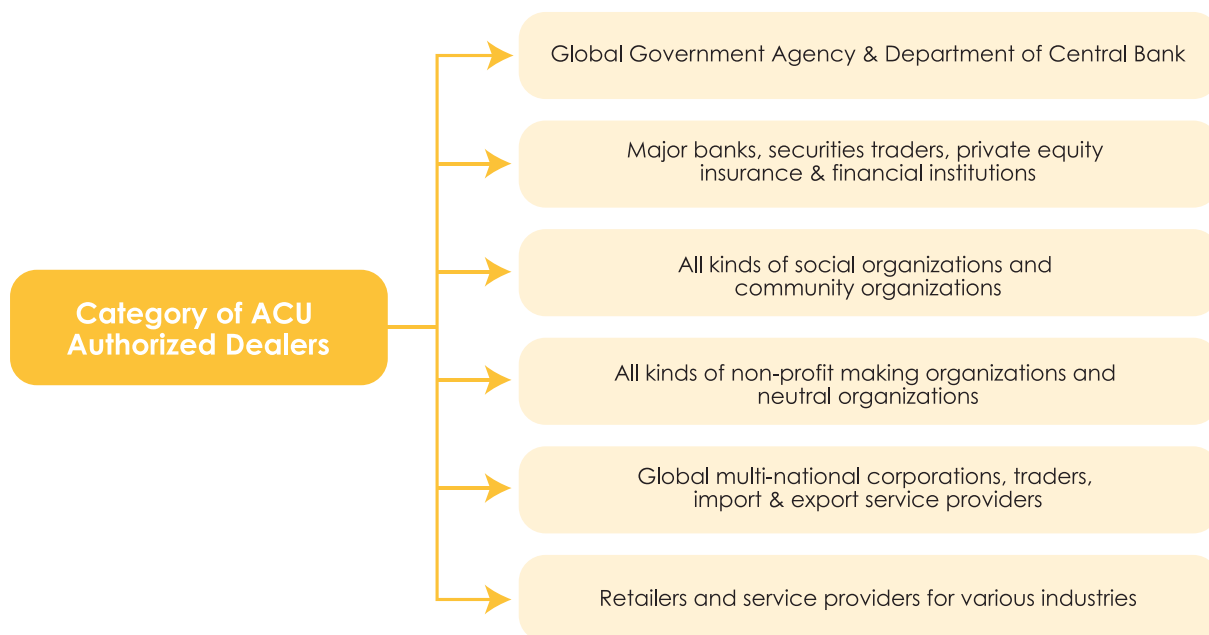 Category of ACU
Authorized Dealers
Global Government Agency & Department of Central Bank
Major banks, securities traders, private equity
insurance & financial institutions
All kinds of social organizations and
community organizations
All kinds of non-profit making organizations and
neutral organizations
Global multi-national corporations, traders,
import & export service providers
Retailers and service providers for various industries